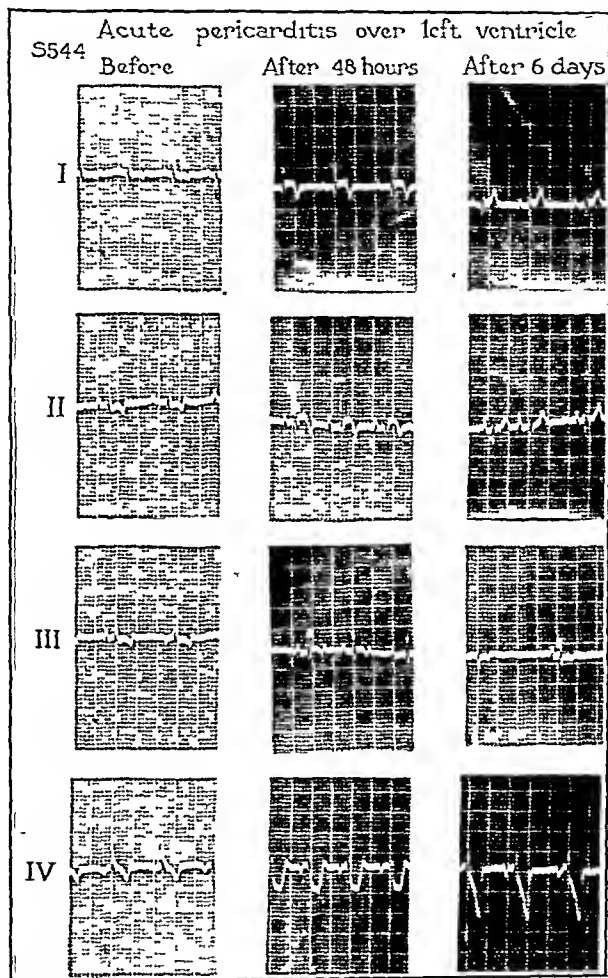 Acute pericarditis over left ventricle
S544
Before After 48 hours After 6 days
I
II
III
IV